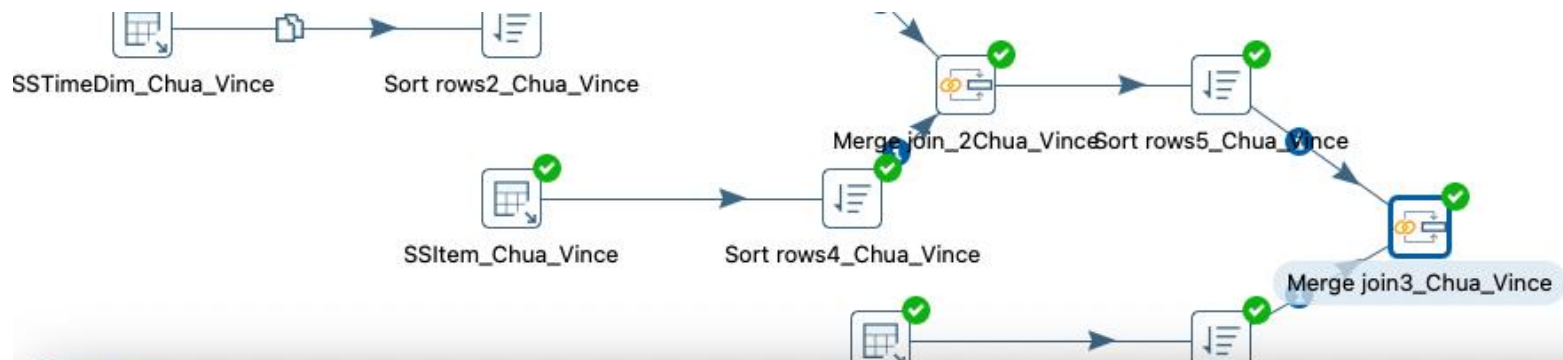 SSTimeDim_Chua_Vince
Sort rows2_Chua_Vince
Merge join_2Chua_Vince
Sort rows5_Chua_Vince
SSItem_Chua_Vince
Sort rows4_Chua_Vince
Merge join3_Chua_Vince